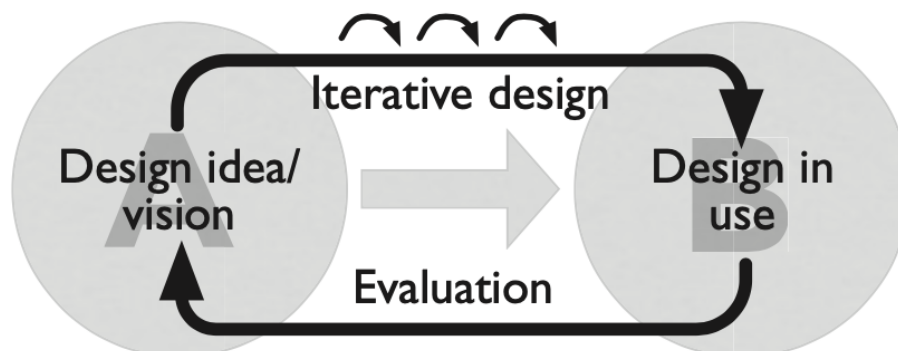 Iterative design
A
Design idea/
vision
B
Design in
use
Evaluation